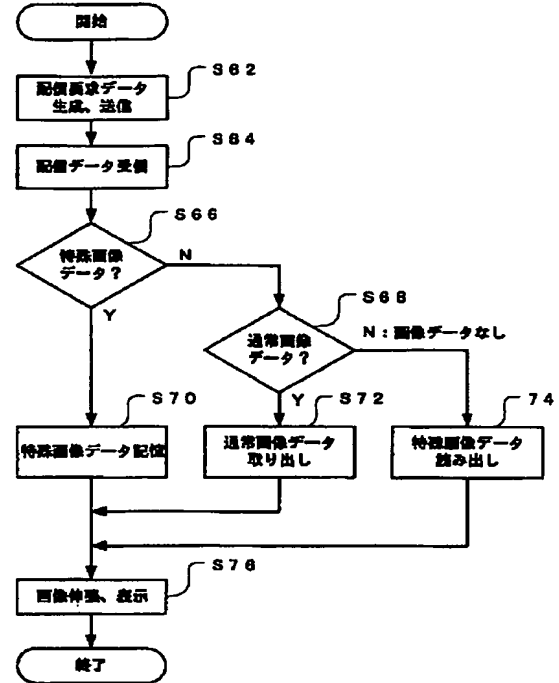 開始
S62
配信要求データ
生成、送信
S64
配信データ受信
S66
特殊画像
データ？
N
Y
S68
通常画像
データ？
N：画像データなし
Y
S70
特殊画像データ記憶
S72
通常画像データ
取り出し
74
特殊画像データ
読み出し
S76
画像伸張、表示
終了